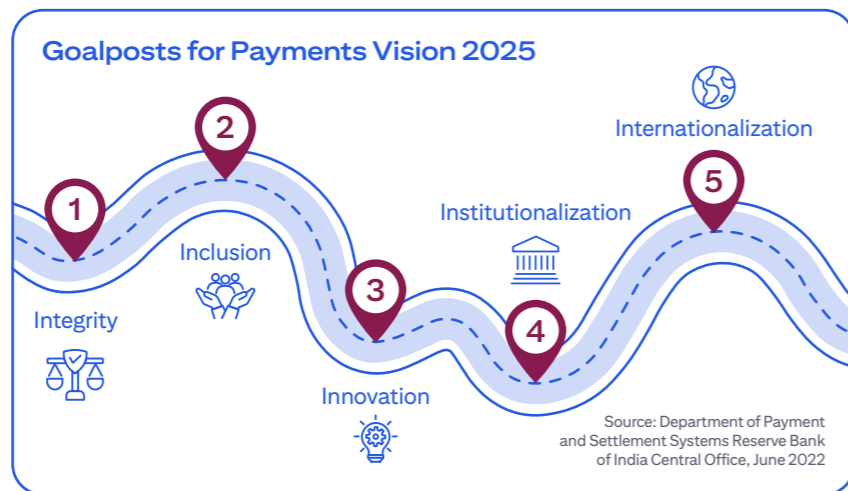 Goalposts for Payments Vision 2025
1
Integrity
2
Inclusion
3
Innovation
4
Institutionalization
5
Internationalization
Source: Department of Payment
and Settlement Systems Reserve Bank
of India Central Office, June 2022